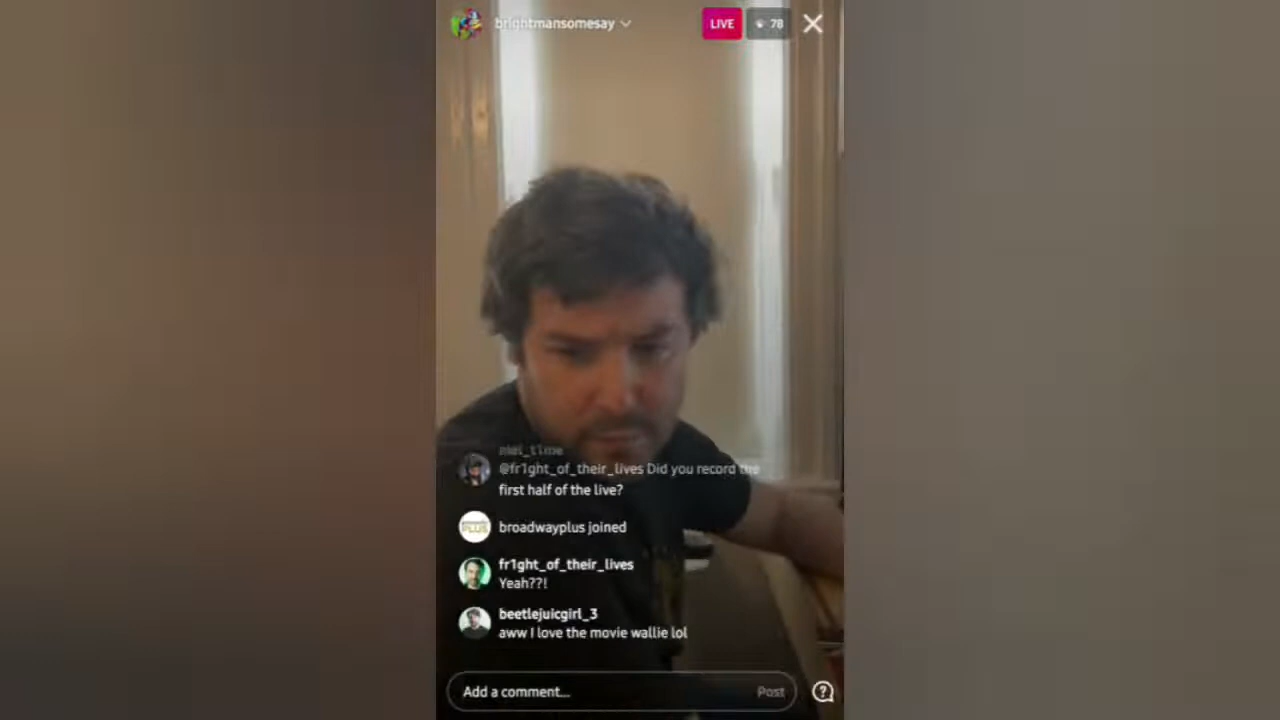 brightmansomesay
LIVE
78
@fr1ght_of_their_lives Did you record the
first half of the live?
broadwayplus joined
fr1ght_of_their_lives
Yeah??!
beetlejuicgirl_3
aww I love the movie wallie lol
Add a comment...
Post